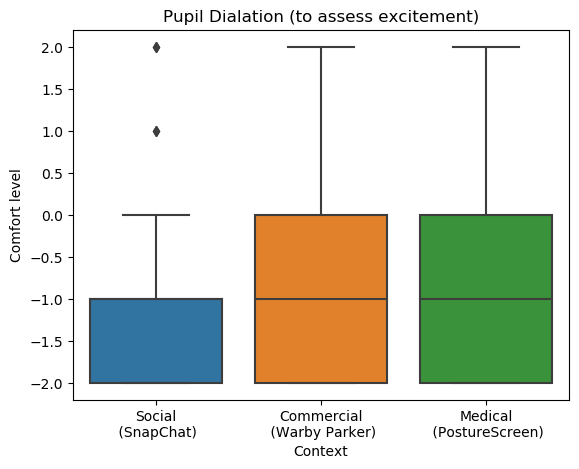 Pupil Dialation (to assess excitement)
Comfort level
2.0
1.5
1.0
0.5
0.0
−0.5
−1.0
−1.5
−2.0
Social
(SnapChat)
Commercial
(Warby Parker)
Medical
(PostureScreen)
Context